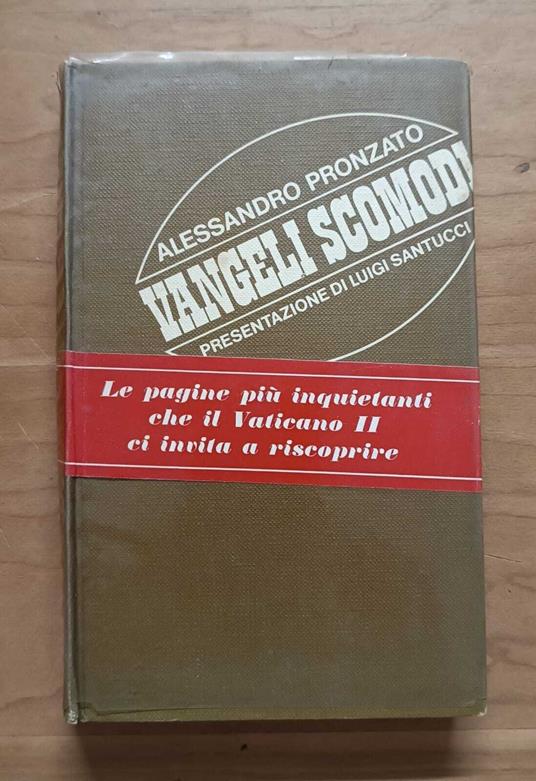 ALESSANDRO PRONZATO
VANGELI SCOMODI
PRESENTAZIONE DI LUIGI SANTUCCI
Le pagine più inquietanti
che il Vaticano II
ci invita a riscoprire